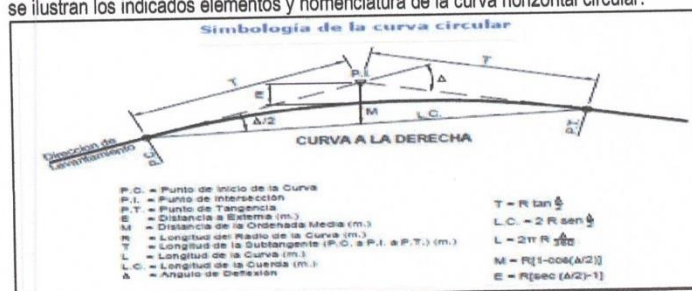 se ilustran los indicados elementos y nomenclatura de la curva horizontal circular:
Simbología de la curva circular
T
T
P.I.
Δ
E
Δ/2
M
L.C.
Direccion de
Levantamiento
P.C.
CURVA A LA DERECHA
P.T.
P.C. = Punto de Inicio de la Curva
P.I. = Punto de Intersección
P.T. = Punto de Tangencia
E = Distancia a Externa (m.)
M = Distancia de la Ordenada Media (m.)
R = Longitud del Radio de la Curva (m.)
T = Longitud de la Subtangente (P.C. a P.I. a P.T.) (m.)
L = Longitud de la Curva (m.)
L.C. = Longitud de la Cuerda (m.)
Δ = Angulo de Deflexión
T = R tan Δ/2
L.C. = 2 R sen Δ/2
L = 2π R Δ/360
M = R[1-cos(Δ/2)]
E = R[sec (Δ/2)-1]